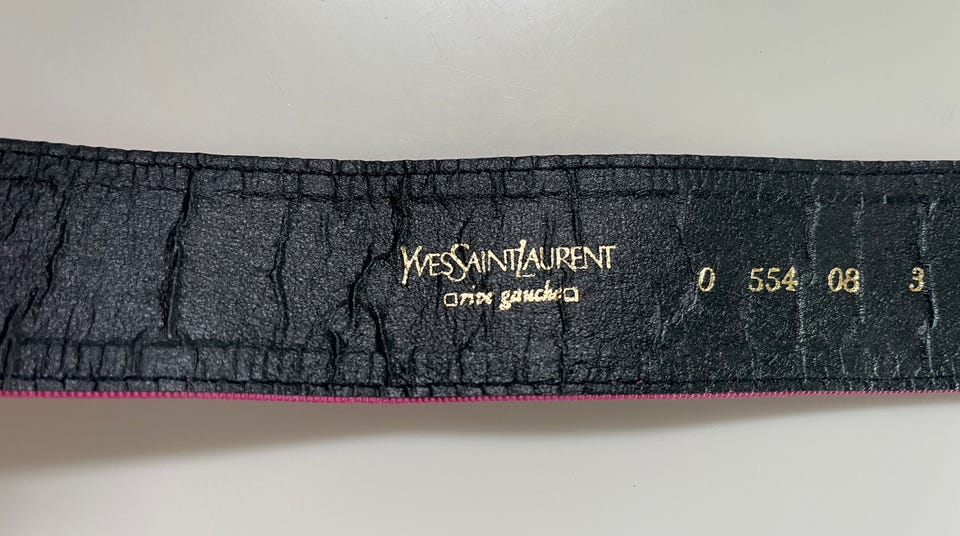 YVESSAINTLAURENT
rive gauche
0 554 08 3